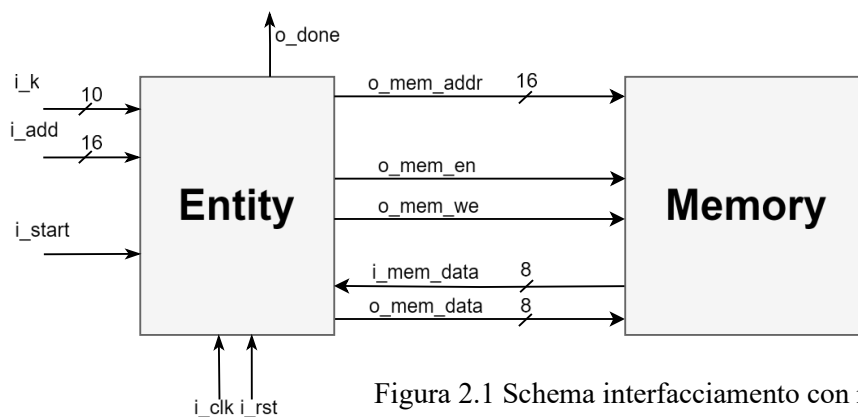 o_done
i_k 10
o_mem_addr 16
i_add 16
o_mem_en
Entity
Memory
o_mem_we
i_start
i_mem_data 8
o_mem_data 8
i_clk i_rst
Figura 2.1 Schema interfacciamento con